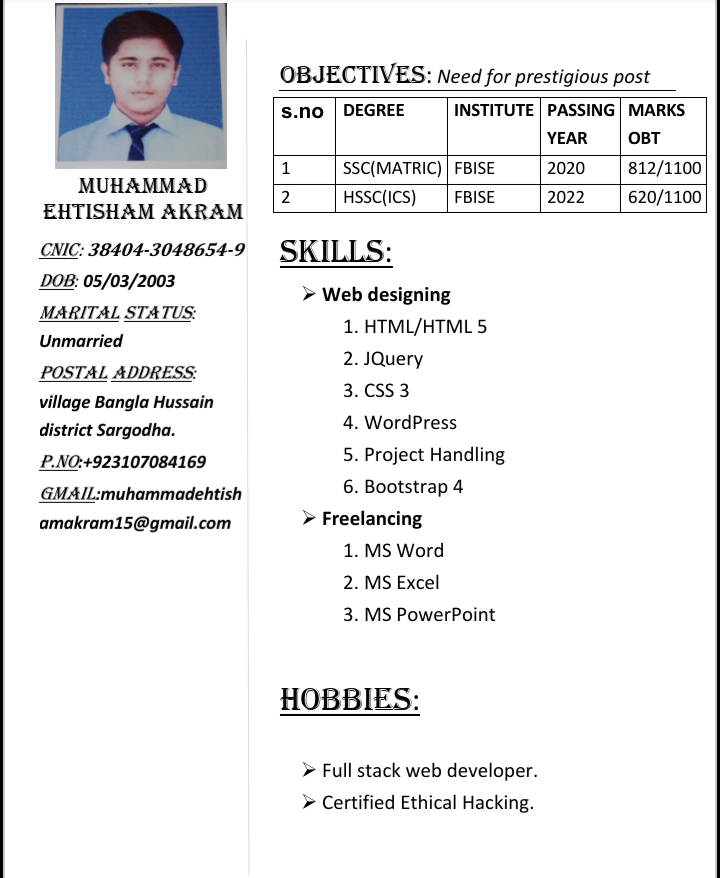 MUHAMMAD
EHTISHAM AKRAM
CNIC: 38404-3048654-9
DOB: 05/03/2003
MARITAL STATUS:
Unmarried
POSTAL ADDRESS:
village Bangla Hussain
district Sargodha.
P.NO:+923107084169
GMAIL:muhammadehtish
amakram15@gmail.com
OBJECTIVES: Need for prestigious post
s.no DEGREE INSTITUTE PASSING YEAR MARKS OBT
1 SSC(MATRIC) FBISE 2020 812/1100
2 HSSC(ICS) FBISE 2022 620/1100
SKILLS:
➢ Web designing
1. HTML/HTML 5
2. JQuery
3. CSS 3
4. WordPress
5. Project Handling
6. Bootstrap 4
➢ Freelancing
1. MS Word
2. MS Excel
3. MS PowerPoint
HOBBIES:
➢ Full stack web developer.
➢ Certified Ethical Hacking.